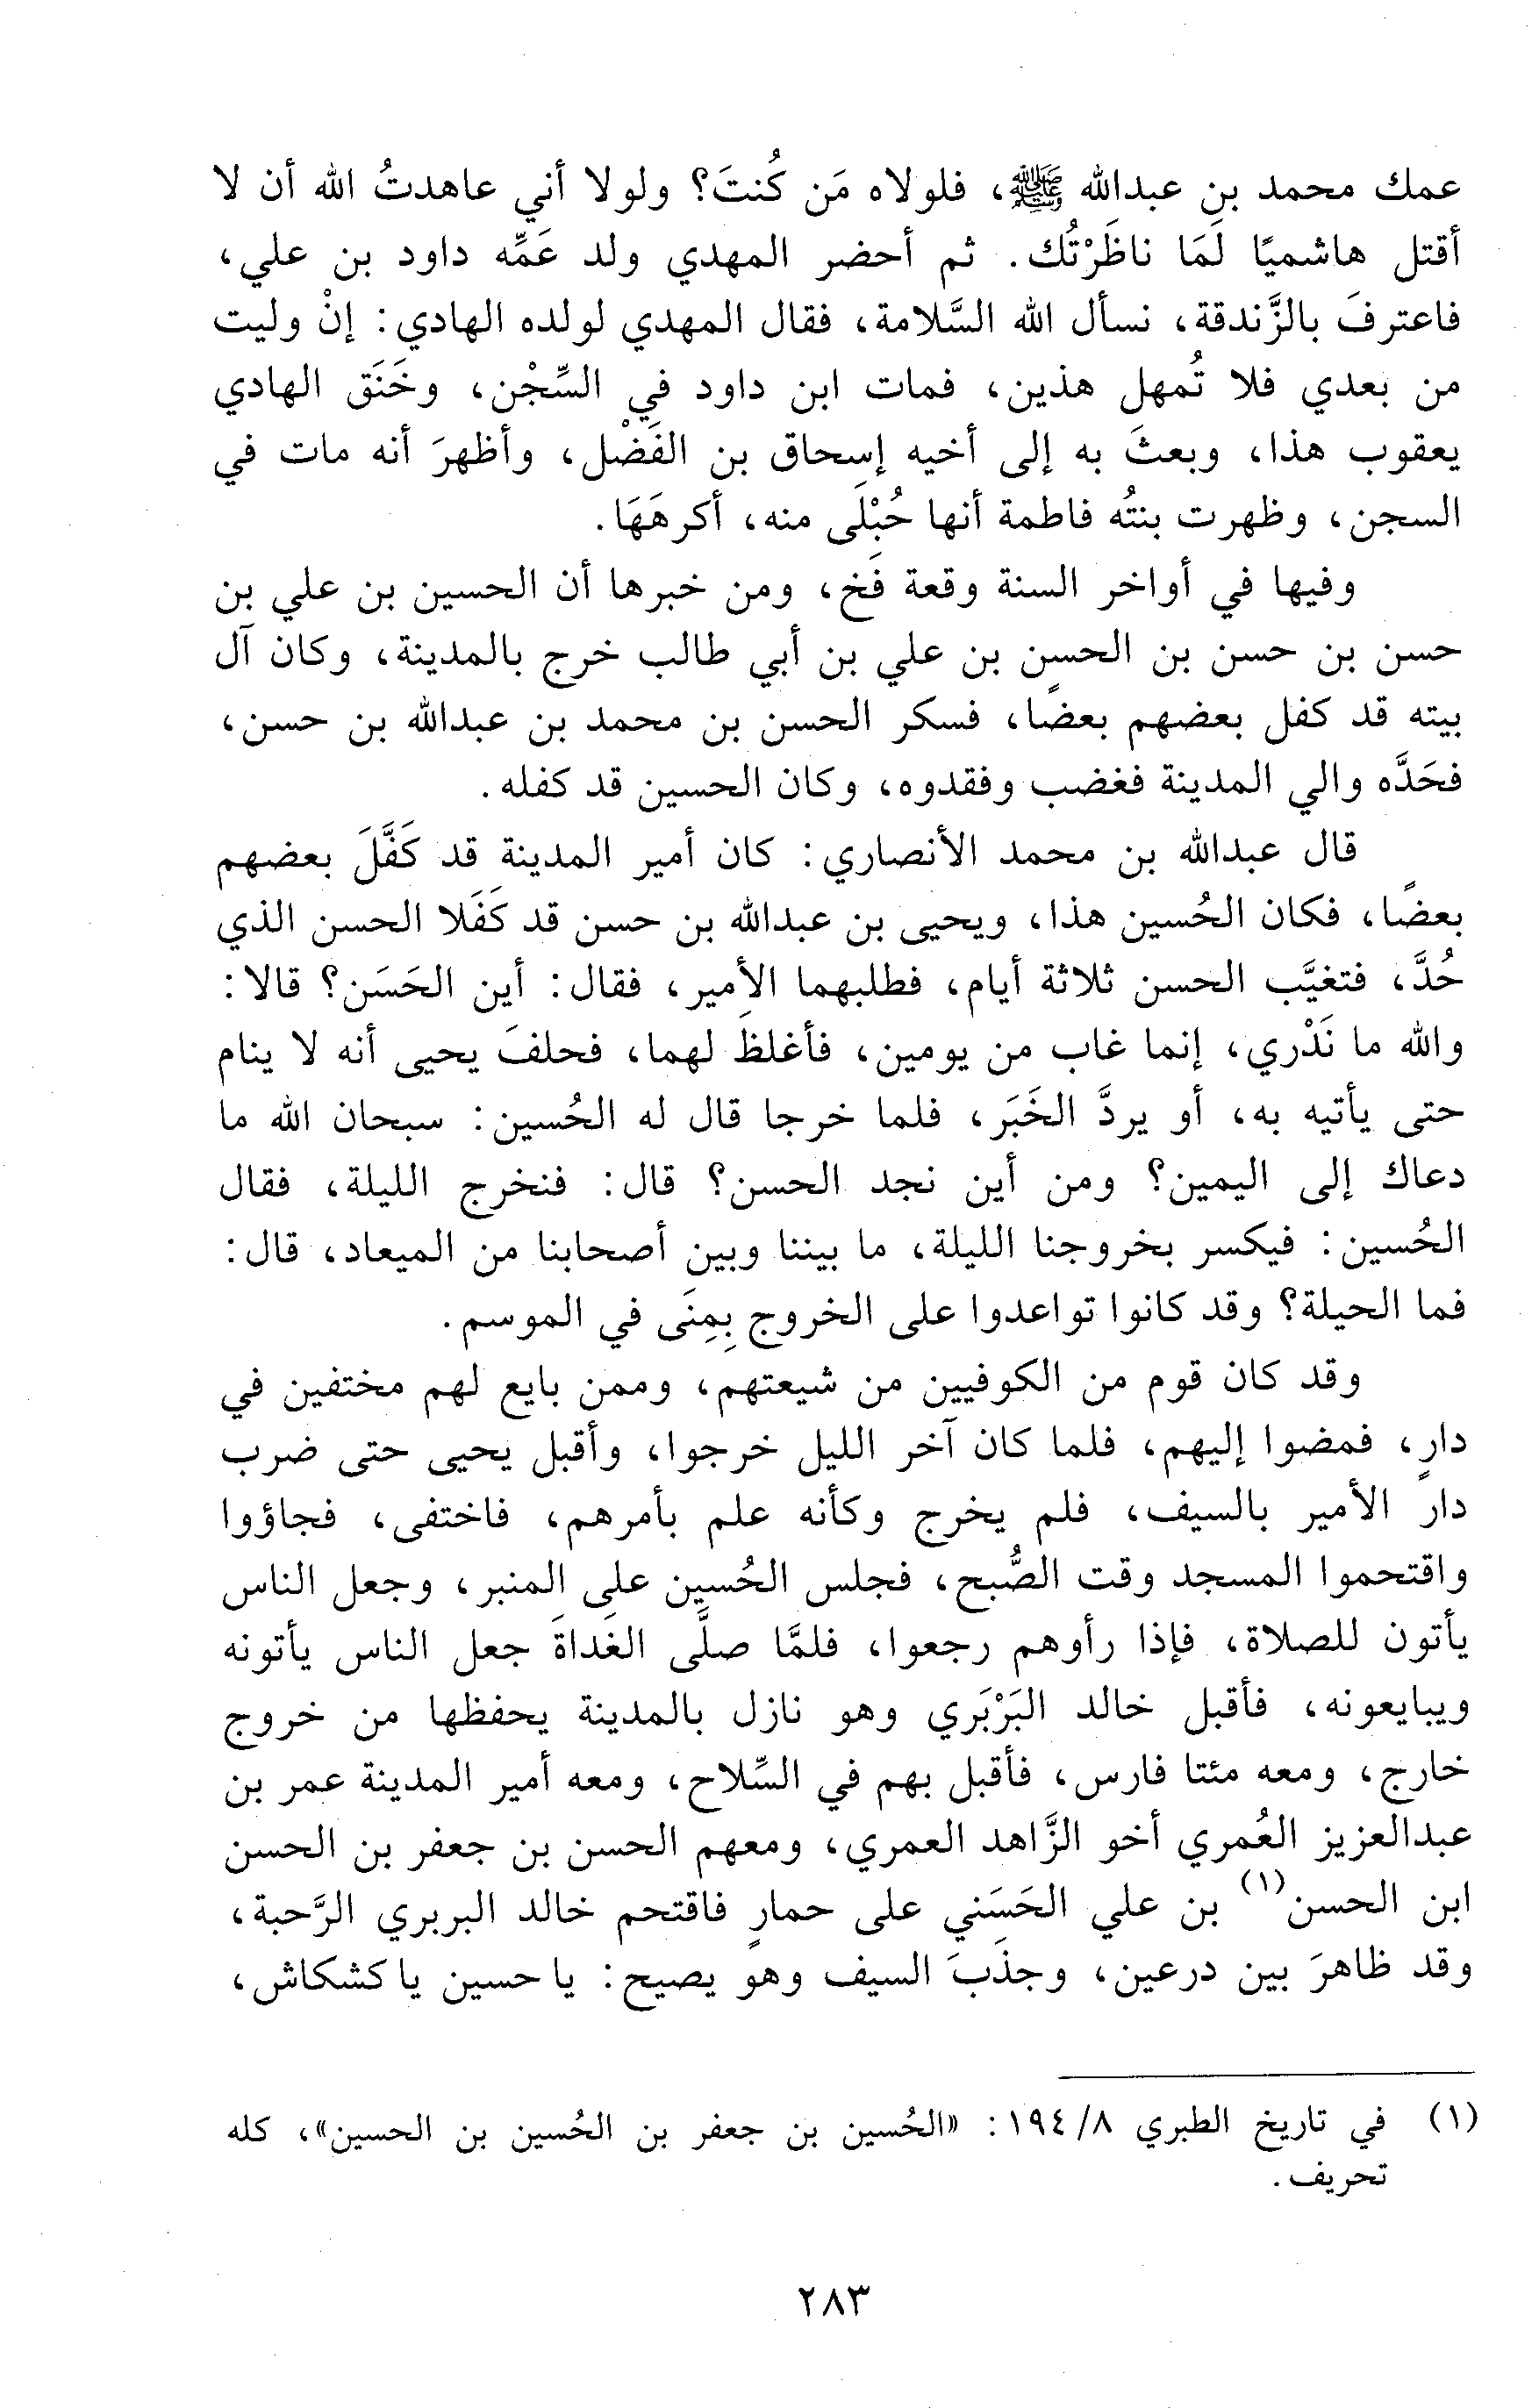 عمك محمد بن عبدالله ﷺ، فلولاه مَن كُنتَ؟ ولولا أني عاهدتُ الله أن لا
أقتل هاشميًا لَمَا ناظَرْتُك. ثم أحضر المهدي ولد عَمِّه داود بن علي،
فاعترفَ بالزَّندقة، نسأل الله السَّلامة، فقال المهدي لولده الهادي: إنْ وليت
من بعدي فلا تُمهل هذين، فمات ابن داود في السِّجْن، وخَنَق الهادي
يعقوب هذا، وبعثَ به إلى أخيه إسحاق بن الفَضْل، وأظهرَ أنه مات في
السجن، وظهرت بنتُه فاطمة أنها حُبْلَى منه، أكرهَهَا.
وفيها في أواخر السنة وقعة فَخ، ومن خبرها أن الحسين بن علي بن
حسن بن حسن بن الحسن بن علي بن أبي طالب خرج بالمدينة، وكان آل
بيته قد كفل بعضهم بعضًا، فسكر الحسن بن محمد بن عبدالله بن حسن،
فحَدَّه والي المدينة فغضب وفقدوه، وكان الحسين قد كفله.
قال عبدالله بن محمد الأنصاري: كان أمير المدينة قد كَفَّلَ بعضهم
بعضًا، فكان الحُسين هذا، ويحيى بن عبدالله بن حسن قد كَفَلا الحسن الذي
حُدَّ، فتغيَّب الحسن ثلاثة أيام، فطلبهما الأمير، فقال: أين الحَسَن؟ قالا:
والله ما نَدْري، إنما غاب من يومين، فأغلظَ لهما، فحلفَ يحيى أنه لا ينام
حتى يأتيه به، أو يردَّ الخَبَر، فلما خرجا قال له الحُسين: سبحان الله ما
دعاك إلى اليمين؟ ومن أين نجد الحسن؟ قال: فنخرج الليلة، فقال
الحُسين: فيكسر بخروجنا الليلة، ما بيننا وبين أصحابنا من الميعاد، قال:
فما الحيلة؟ وقد كانوا تواعدوا على الخروج بِمِنَى في الموسم.
وقد كان قوم من الكوفيين من شيعتهم، وممن بايع لهم مختفين في
دارٍ، فمضوا إليهم، فلما كان آخر الليل خرجوا، وأقبل يحيى حتى ضرب
دارَ الأمير بالسيف، فلم يخرج وكأنه علم بأمرهم، فاختفى، فجاؤوا
واقتحموا المسجد وقت الصُّبح، فجلس الحُسين على المنبر، وجعل الناس
يأتون للصلاة، فإذا رأوهم رجعوا، فلمَّا صلَّى الغَداةَ جعل الناس يأتونه
ويبايعونه، فأقبل خالد البَرْبَري وهو نازل بالمدينة يحفظها من خروج
خارج، ومعه مئتا فارس، فأقبل بهم في السِّلاح، ومعه أمير المدينة عمر بن
عبدالعزيز العُمري أخو الزَّاهد العمري، ومعهم الحسن بن جعفر بن الحسن
ابن الحسن(١) بن علي الحَسَني على حمارٍ فاقتحم خالد البربري الرَّحبة،
وقد ظاهرَ بين درعين، وجذَبَ السيف وهو يصيح: يا حسين يا كشكاش،
(١) في تاريخ الطبري ١٩٤/٨: «الحُسين بن جعفر بن الحُسين بن الحسين»، كله
تحريف.
٢٨٣